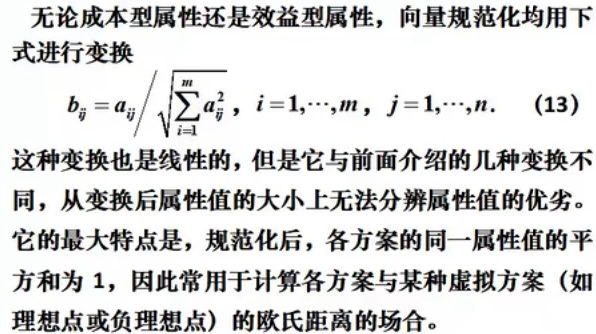 无论成本型属性还是效益型属性，向量规范化均用下
式进行变换
$b_{ij} = a_{ij} \Big/ \sqrt{\sum_{i=1}^{m} a_{ij}^2}$，$i=1,\cdots,m$，$j=1,\cdots,n.$ （13）
这种变换也是线性的，但是它与前面介绍的几种变换不
同，从变换后属性值的大小上无法分辨属性值的优劣。
它的最大特点是，规范化后，各方案的同一属性值的平
方和为 1，因此常用于计算各方案与某种虚拟方案（如
理想点或负理想点）的欧氏距离的场合。